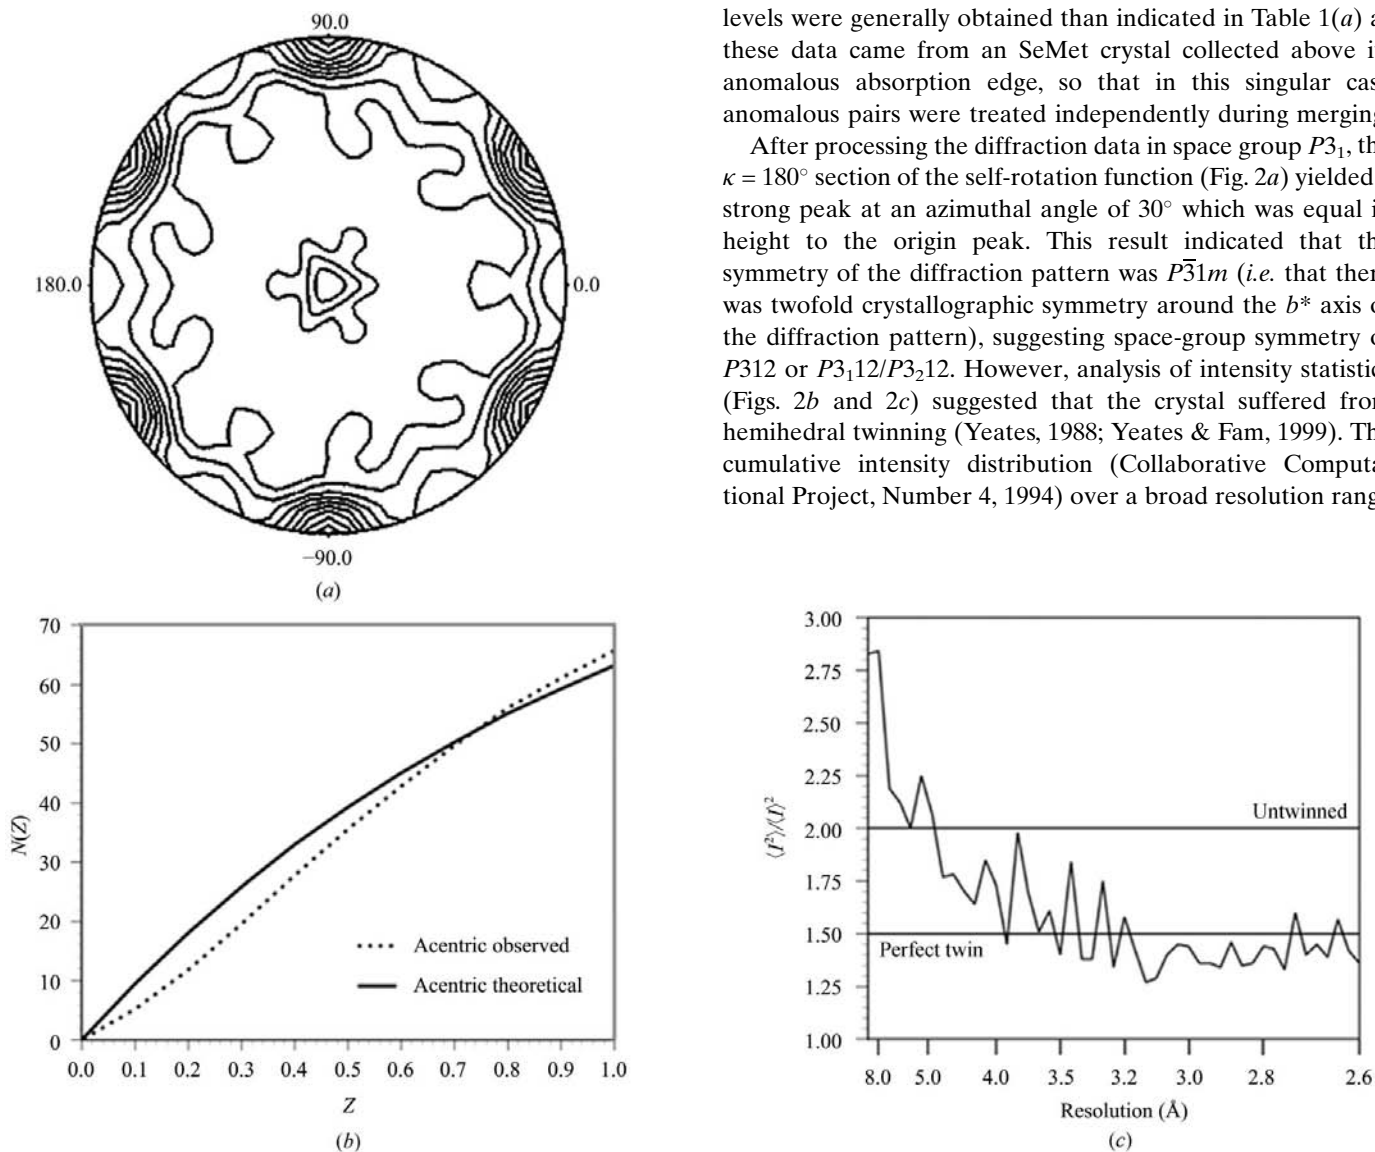 90.0
180.0
0.0
−90.0
(a)
levels were generally obtained than indicated in Table 1(a) a
these data came from an SeMet crystal collected above i
anomalous absorption edge, so that in this singular cas
anomalous pairs were treated independently during merging
After processing the diffraction data in space group P3₁, th
κ = 180° section of the self-rotation function (Fig. 2a) yielded
strong peak at an azimuthal angle of 30° which was equal i
height to the origin peak. This result indicated that th
symmetry of the diffraction pattern was P3̅1m (i.e. that ther
was twofold crystallographic symmetry around the b* axis o
the diffraction pattern), suggesting space-group symmetry o
P312 or P3₁12/P3₂12. However, analysis of intensity statistic
(Figs. 2b and 2c) suggested that the crystal suffered fron
hemihedral twinning (Yeates, 1988; Yeates & Fam, 1999). Th
cumulative intensity distribution (Collaborative Computa
tional Project, Number 4, 1994) over a broad resolution rang
70
60
50
40
30
20
10
0
N(Z)
Acentric observed
Acentric theoretical
0.0 0.1 0.2 0.3 0.4 0.5 0.6 0.7 0.8 0.9 1.0
Z
(b)
3.00
2.75
2.50
2.25
2.00
1.75
1.50
1.25
1.00
⟨I²⟩/⟨I⟩²
Untwinned
Perfect twin
8.0 5.0 4.0 3.5 3.2 3.0 2.8 2.6
Resolution (Å)
(c)